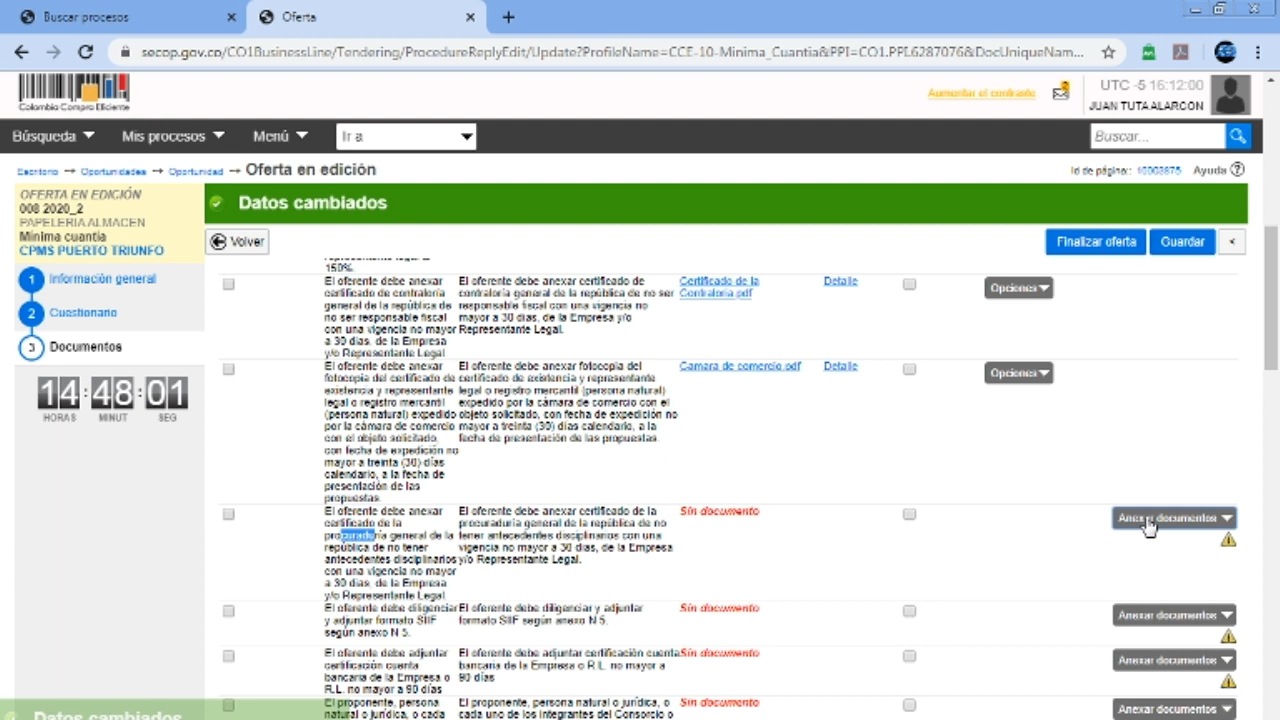 Buscar procesos
Oferta
secop.gov.co/CO1BusinessLine/Tendering/ProcedureReplyEdit/Update?ProfileName=CCE-10-Minima_Cuantia&PPI=CO1.PPI.6287076&DocUniqueNam...
Colombia Compra Eficiente
Aumentar el contraste
UTC -5 16:12:00
JUAN TUTA ALARCON
Búsqueda
Mis procesos
Menú
Ir a
Buscar...
Escritorio → Oportunidades → Oportunidad → Oferta en edición
Id de página:: 10003675 Ayuda
OFERTA EN EDICIÓN
008 2020_2
PAPELERIA ALMACEN
Mínima cuantía
CPMS PUERTO TRIUNFO
1 Información general
2 Cuestionario
3 Documentos
14:48:01
HORAS MINUT SEG
Datos cambiados
Volver
Finalizar oferta
Guardar
<
150%.
El oferente debe anexar
certificado de contraloría
general de la república de
no ser responsable fiscal
con una vigencia no mayor
a 30 días, de la Empresa
y/o Representante Legal
El oferente debe anexar certificado de
contraloría general de la república de no ser
responsable fiscal con una vigencia no
mayor a 30 días, de la Empresa y/o
Representante Legal.
Certificado de la
Contraloria.pdf
Detalle
Opciones
El oferente debe anexar
fotocopia del certificado de
existencia y representante
legal o registro mercantil
(persona natural) expedido
por la cámara de comercio
con el objeto solicitado,
con fecha de expedición no
mayor a treinta (30) días
calendario, a la fecha de
presentación de las
propuestas.
El oferente debe anexar fotocopia del
certificado de existencia y representante
legal o registro mercantil (persona natural)
expedido por la cámara de comercio con el
objeto solicitado, con fecha de expedición no
mayor a treinta (30) días calendario, a la
fecha de presentación de las propuestas.
Camara de comercio.pdf
Detalle
Opciones
El oferente debe anexar
certificado de la
procuraduría general de la
república de no tener
antecedentes disciplinarios
con una vigencia no mayor
a 30 días, de la Empresa
y/o Representante Legal
El oferente debe anexar certificado de la
procuraduría general de la república de no
tener antecedentes disciplinarios con una
vigencia no mayor a 30 días, de la Empresa
y/o Representante Legal.
Sin documento
Anexar documentos
El oferente debe diligenciar
y adjuntar formato SIIF
según anexo N 5.
El oferente debe diligenciar y adjuntar
formato SIIF según anexo N 5.
Sin documento
Anexar documentos
El oferente debe adjuntar
certificación cuenta
bancaria de la Empresa o
R.L. no mayor a 90 días
El oferente debe adjuntar certificación cuenta
bancaria de la Empresa o R.L. no mayor a
90 días
Sin documento
Anexar documentos
El proponente, persona
natural o jurídica, o cada
El proponente, persona natural o jurídica, o
cada uno de los integrantes del Consorcio o
Sin documento
Anexar documentos
Datos cambiados